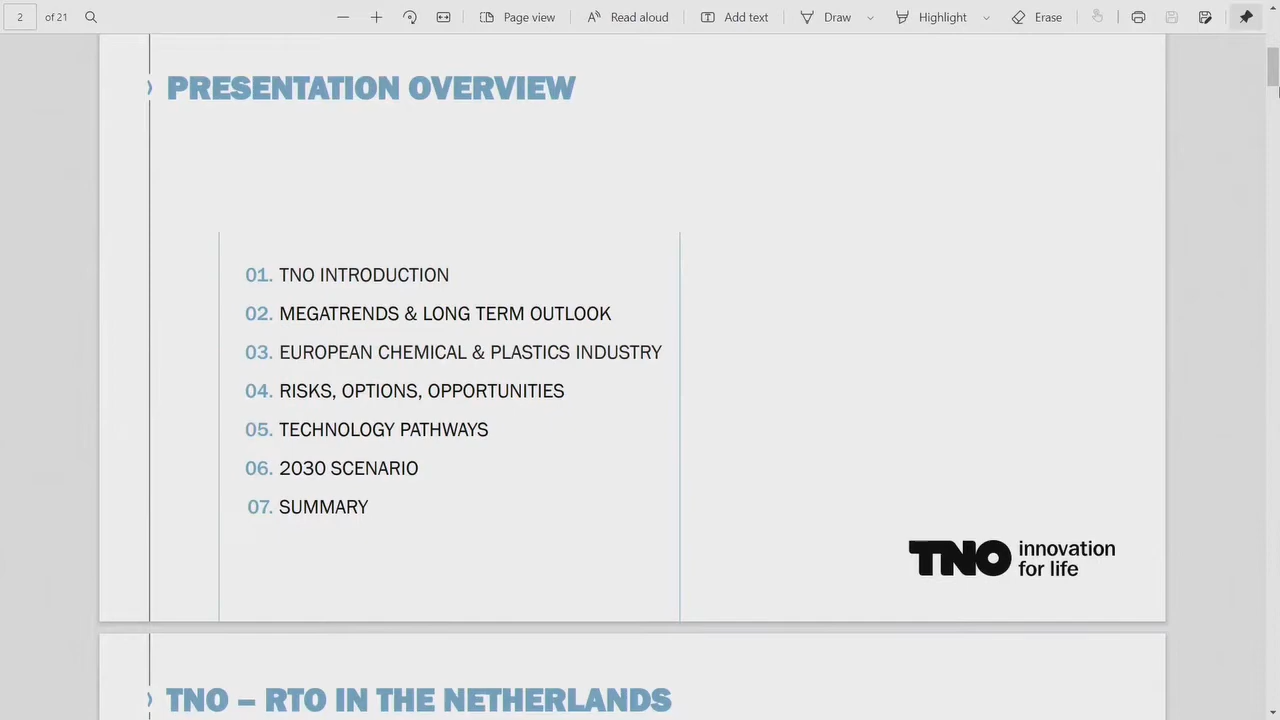 2 of 21 Page view Read aloud Add text Draw Highlight Erase
PRESENTATION OVERVIEW
01. TNO INTRODUCTION
02. MEGATRENDS & LONG TERM OUTLOOK
03. EUROPEAN CHEMICAL & PLASTICS INDUSTRY
04. RISKS, OPTIONS, OPPORTUNITIES
05. TECHNOLOGY PATHWAYS
06. 2030 SCENARIO
07. SUMMARY
TNO innovation
for life
TNO – RTO IN THE NETHERLANDS